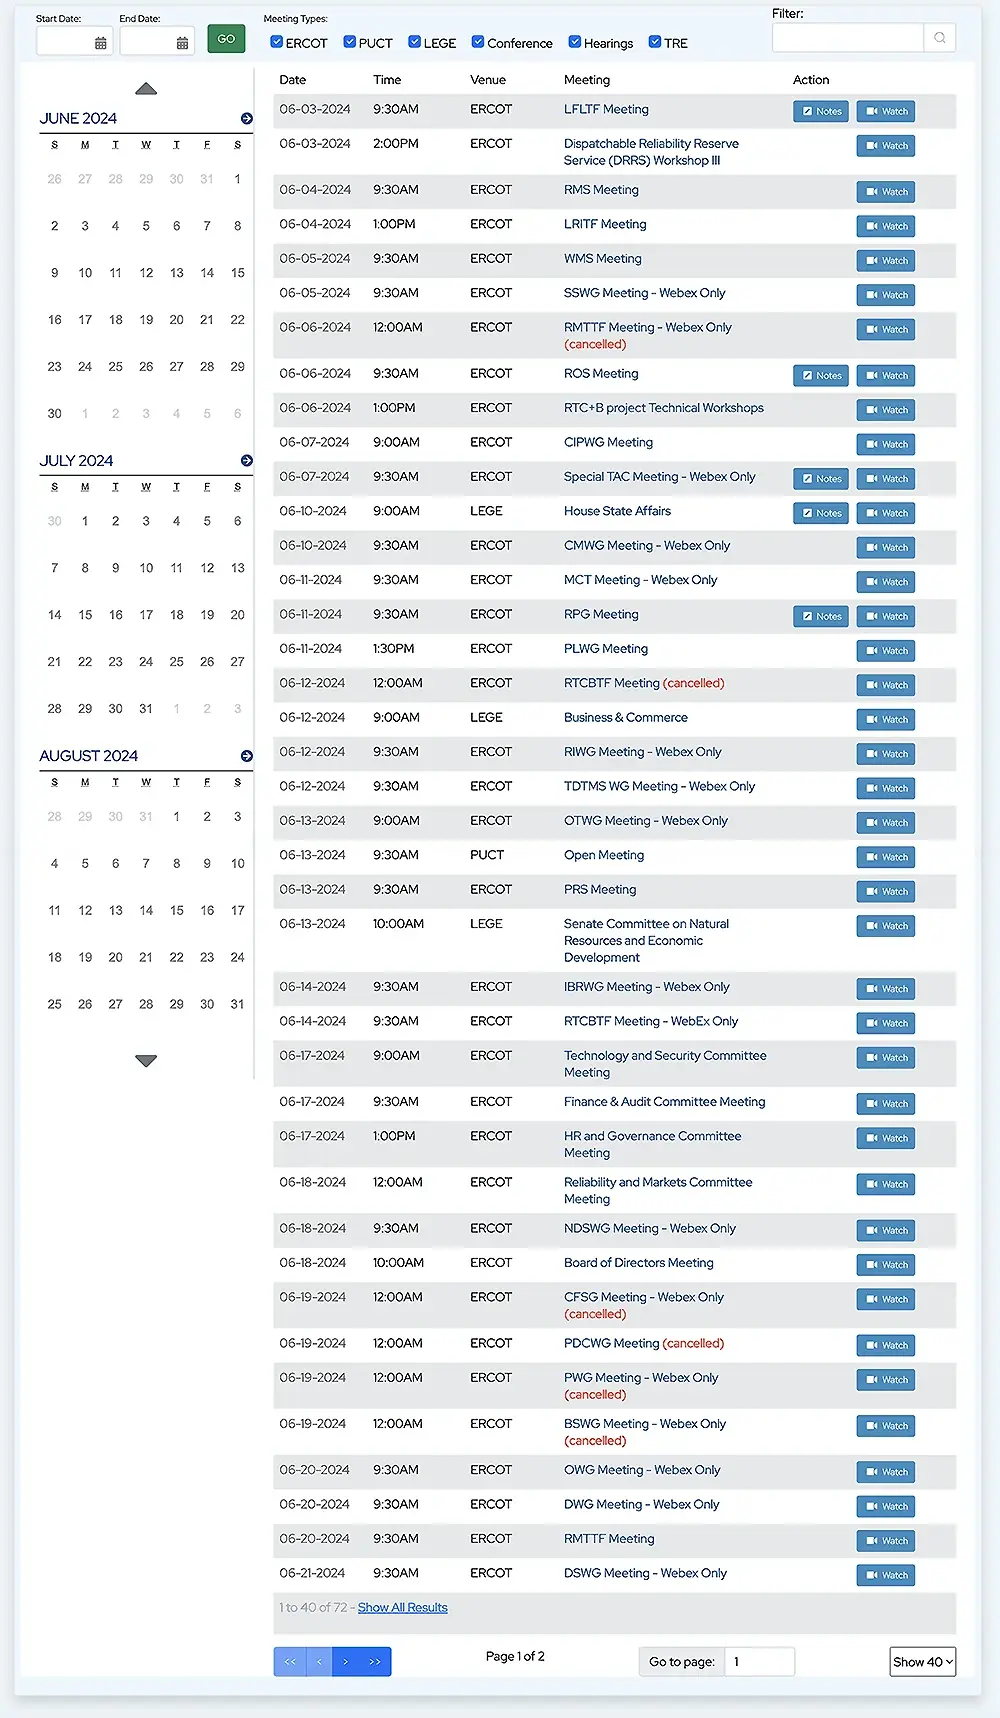 Start Date: End Date: Meeting Types: Filter:
GO ERCOT PUCT LEGE Conference Hearings TRE
JUNE 2024
S M T W T F S
26 27 28 29 30 31 1
2 3 4 5 6 7 8
9 10 11 12 13 14 15
16 17 18 19 20 21 22
23 24 25 26 27 28 29
30 1 2 3 4 5 6
JULY 2024
S M T W T F S
30 1 2 3 4 5 6
7 8 9 10 11 12 13
14 15 16 17 18 19 20
21 22 23 24 25 26 27
28 29 30 31 1 2 3
AUGUST 2024
S M T W T F S
28 29 30 31 1 2 3
4 5 6 7 8 9 10
11 12 13 14 15 16 17
18 19 20 21 22 23 24
25 26 27 28 29 30 31
Date Time Venue Meeting Action
06-03-2024 9:30AM ERCOT LFLTF Meeting Notes Watch
06-03-2024 2:00PM ERCOT Dispatchable Reliability Reserve Watch
Service (DRRS) Workshop III
06-04-2024 9:30AM ERCOT RMS Meeting Watch
06-04-2024 1:00PM ERCOT LRITF Meeting Watch
06-05-2024 9:30AM ERCOT WMS Meeting Watch
06-05-2024 9:30AM ERCOT SSWG Meeting - Webex Only Watch
06-06-2024 12:00AM ERCOT RMTTF Meeting - Webex Only Watch
(cancelled)
06-06-2024 9:30AM ERCOT ROS Meeting Notes Watch
06-06-2024 1:00PM ERCOT RTC+B project Technical Workshops Watch
06-07-2024 9:00AM ERCOT CIPWG Meeting Watch
06-07-2024 9:30AM ERCOT Special TAC Meeting - Webex Only Notes Watch
06-10-2024 9:00AM LEGE House State Affairs Notes Watch
06-10-2024 9:30AM ERCOT CMWG Meeting - Webex Only Watch
06-11-2024 9:30AM ERCOT MCT Meeting - Webex Only Watch
06-11-2024 9:30AM ERCOT RPG Meeting Notes Watch
06-11-2024 1:30PM ERCOT PLWG Meeting Watch
06-12-2024 12:00AM ERCOT RTCBTF Meeting (cancelled) Watch
06-12-2024 9:00AM LEGE Business & Commerce Watch
06-12-2024 9:30AM ERCOT RIWG Meeting - Webex Only Watch
06-12-2024 9:30AM ERCOT TDTMS WG Meeting - Webex Only Watch
06-13-2024 9:00AM ERCOT OTWG Meeting - Webex Only Watch
06-13-2024 9:30AM PUCT Open Meeting Watch
06-13-2024 9:30AM ERCOT PRS Meeting Watch
06-13-2024 10:00AM LEGE Senate Committee on Natural Watch
Resources and Economic
Development
06-14-2024 9:30AM ERCOT IBRWG Meeting - Webex Only Watch
06-14-2024 9:30AM ERCOT RTCBTF Meeting - WebEx Only Watch
06-17-2024 9:00AM ERCOT Technology and Security Committee Watch
Meeting
06-17-2024 9:30AM ERCOT Finance & Audit Committee Meeting Watch
06-17-2024 1:00PM ERCOT HR and Governance Committee Watch
Meeting
06-18-2024 12:00AM ERCOT Reliability and Markets Committee Watch
Meeting
06-18-2024 9:30AM ERCOT NDSWG Meeting - Webex Only Watch
06-18-2024 10:00AM ERCOT Board of Directors Meeting Watch
06-19-2024 12:00AM ERCOT CFSG Meeting - Webex Only Watch
(cancelled)
06-19-2024 12:00AM ERCOT PDCWG Meeting (cancelled) Watch
06-19-2024 12:00AM ERCOT PWG Meeting - Webex Only Watch
(cancelled)
06-19-2024 12:00AM ERCOT BSWG Meeting - Webex Only Watch
(cancelled)
06-20-2024 9:30AM ERCOT OWG Meeting - Webex Only Watch
06-20-2024 9:30AM ERCOT DWG Meeting - Webex Only Watch
06-20-2024 9:30AM ERCOT RMTTF Meeting Watch
06-21-2024 9:30AM ERCOT DSWG Meeting - Webex Only Watch
1 to 40 of 72 - Show All Results
<< < > >> Page 1 of 2 Go to page: 1 Show 40